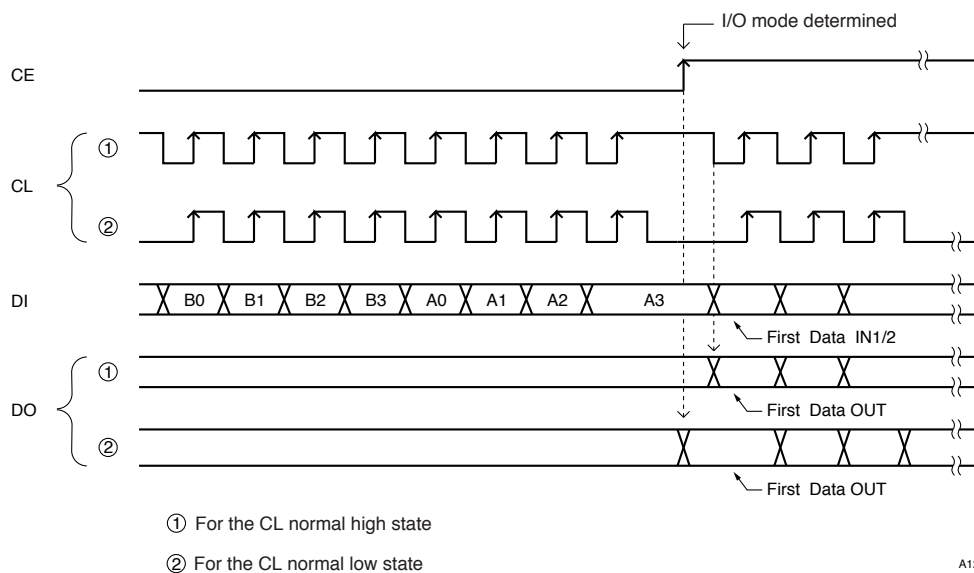 I/O mode determined
CE
CL
①
②
DI B0 B1 B2 B3 A0 A1 A2 A3
First Data IN1/2
DO
①
First Data OUT
②
First Data OUT
① For the CL normal high state
② For the CL normal low state